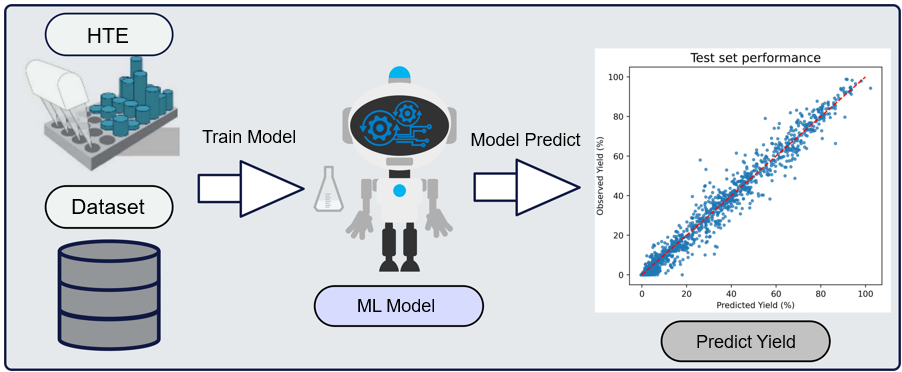 HTE
Dataset
Train Model
ML Model
Model Predict
Test set performance
Observed Yield (%)
100
80
60
40
20
0
0 20 40 60 80 100
Predicted Yield (%)
Predict Yield